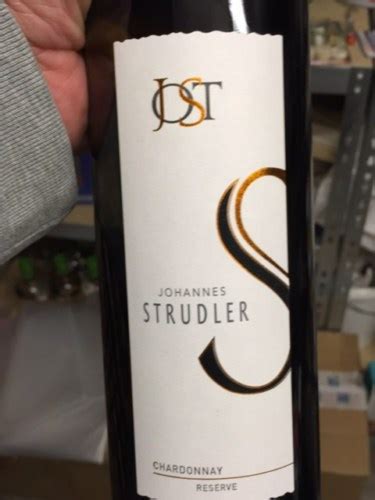 JOST
JOHANNES
STRUDLER
S
CHARDONNAY
RESERVE